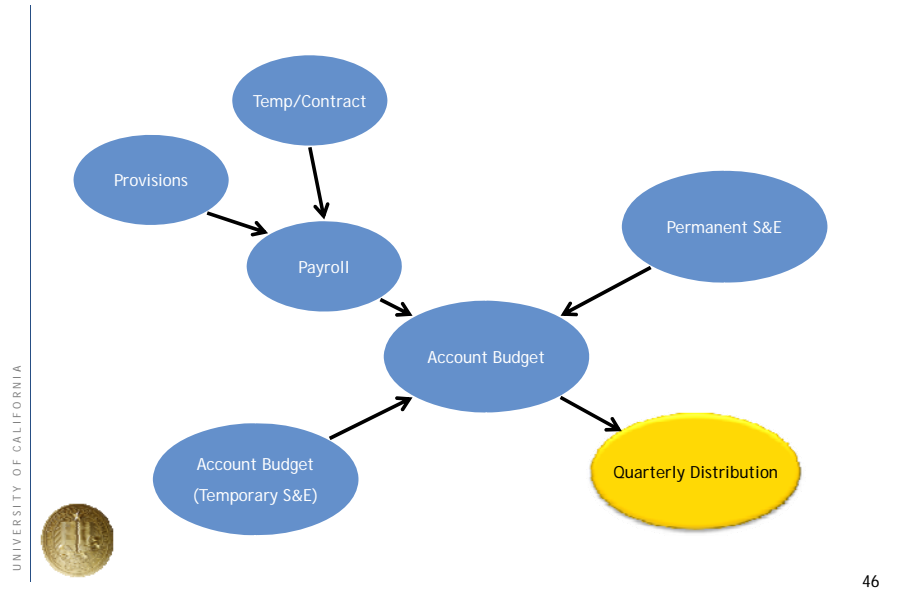 Temp/Contract
Provisions
Permanent S&E
Payroll
Account Budget
Account Budget
(Temporary S&E)
Quarterly Distribution
UNIVERSITY OF CALIFORNIA
46